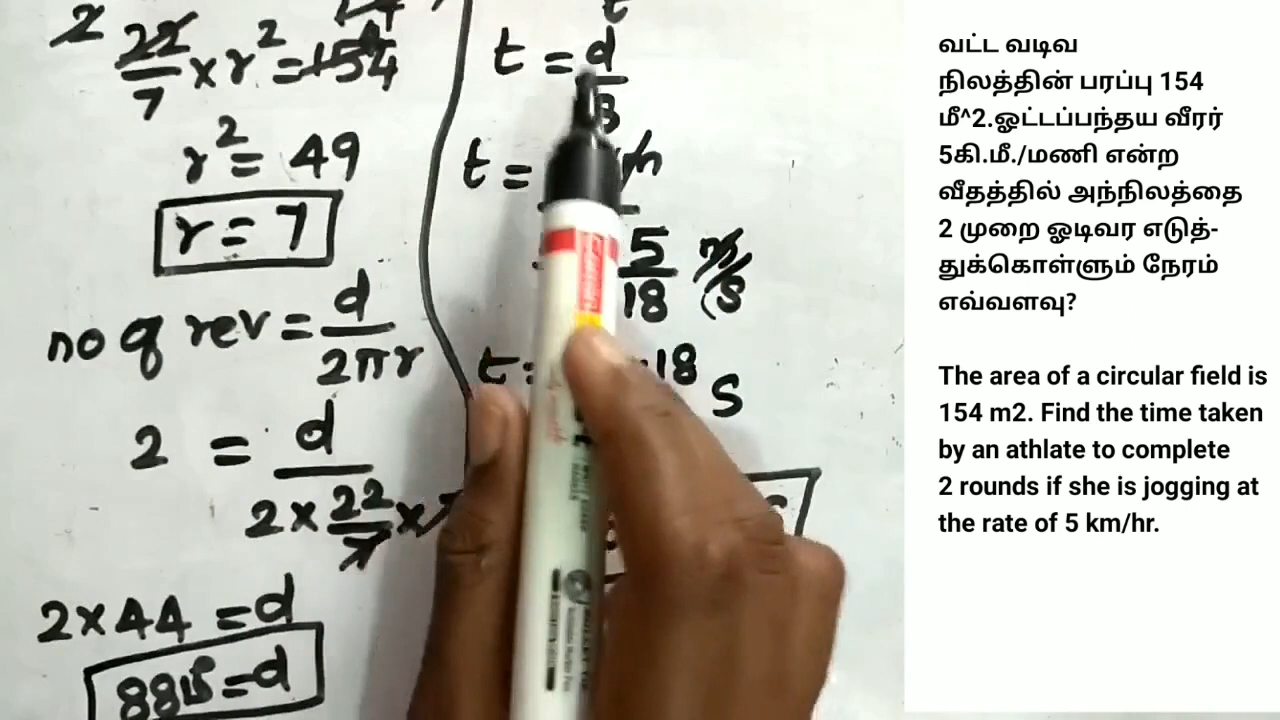 22/7 × r² = 154
r² = 49
r = 7
no of rev = d/2πr
2 = d/2 × 22/7 ×
2 × 44 = d
88மீ = d
t
t = d/
t =
5/18 m/s
t = 18 S
வட்ட வடிவ
நிலத்தின் பரப்பு 154
மீ^2.ஓட்டப்பந்தய வீரர்
5கி.மீ./மணி என்ற
வீதத்தில் அந்நிலத்தை
2 முறை ஓடிவர எடுத்-
துக்கொள்ளும் நேரம்
எவ்வளவு?
The area of a circular field is
154 m2. Find the time taken
by an athlate to complete
2 rounds if she is jogging at
the rate of 5 km/hr.